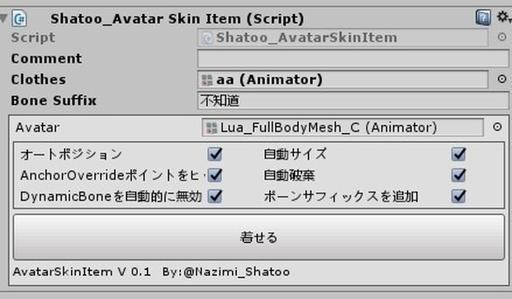 Shatoo_Avatar Skin Item (Script)
Script Shatoo_AvatarSkinItem
Comment
Clothes aa (Animator)
Bone Suffix 不知道
Avatar Lua_FullBodyMesh_C (Animator)
オートポジション 自動サイズ
AnchorOverrideポイントをヒ 自動破棄
DynamicBoneを自動的に無効 ボーンサフィックスを追加
着せる
AvatarSkinItem V 0.1 By:@Nazimi_Shatoo